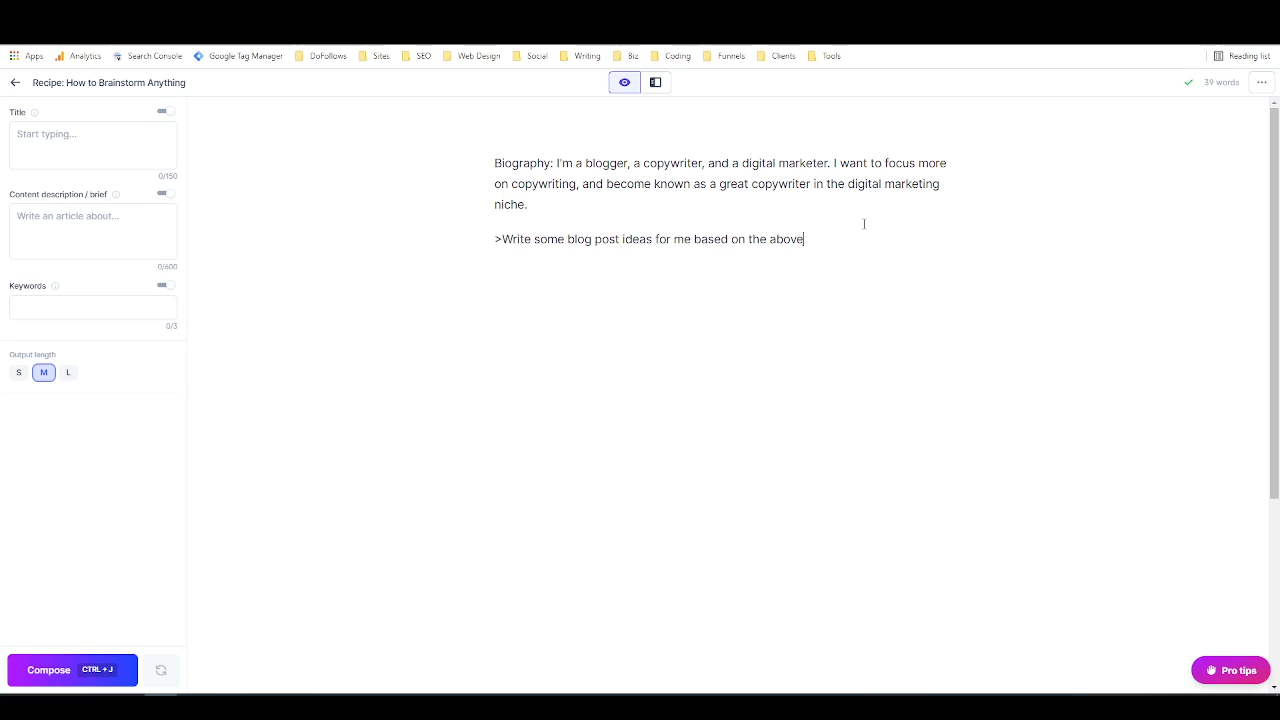 Apps Analytics Search Console Google Tag Manager DoFollows Sites SEO Web Design Social Writing Biz Coding Funnels Clients Tools Reading list
Recipe: How to Brainstorm Anything 39 words
Title
Start typing...
0/150
Content description / brief
Write an article about...
0/600
Keywords
0/3
Output length
S M L
Biography: I'm a blogger, a copywriter, and a digital marketer. I want to focus more
on copywriting, and become known as a great copywriter in the digital marketing
niche.
>Write some blog post ideas for me based on the above
Compose CTRL + J
Pro tips